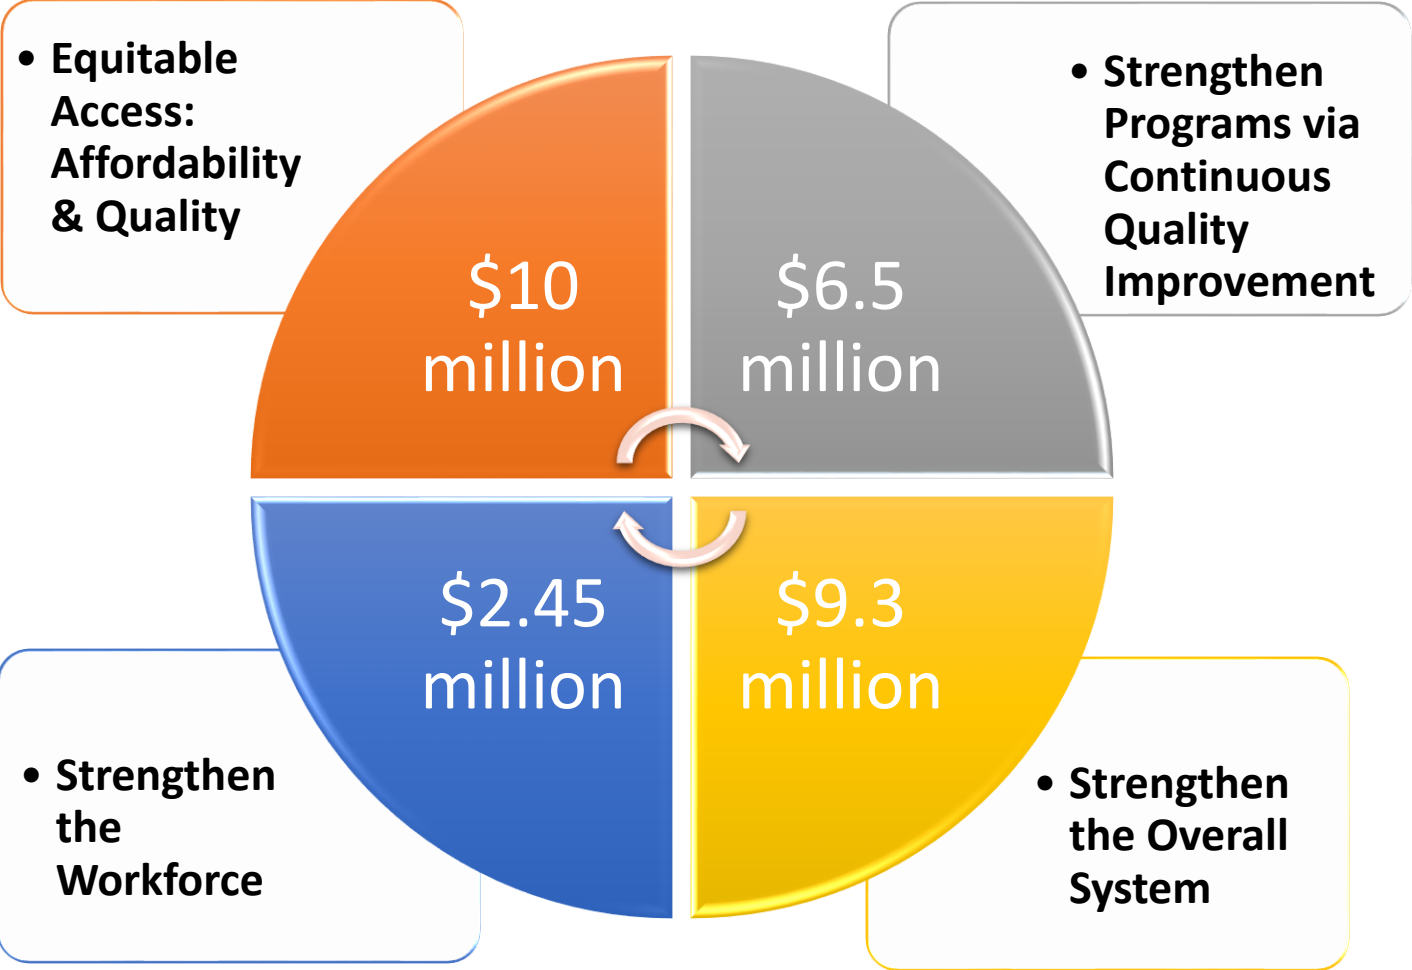 • Equitable
Access:
Affordability
& Quality
• Strengthen
Programs via
Continuous
Quality
Improvement
$10
million
$6.5
million
$2.45
million
$9.3
million
• Strengthen
the
Workforce
• Strengthen
the Overall
System